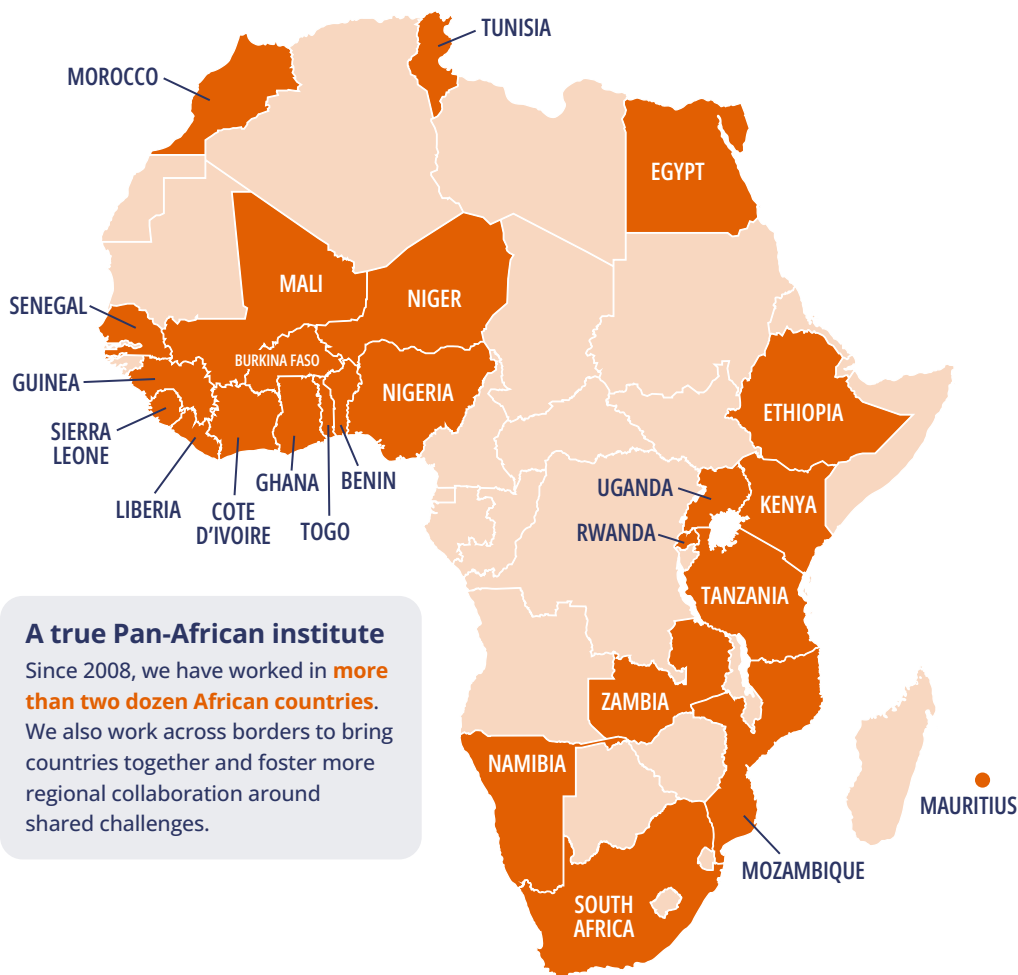 TUNISIA
MOROCCO
EGYPT
MALI
NIGER
SENEGAL
BURKINA FASO
GUINEA
NIGERIA
ETHIOPIA
SIERRA
LEONE
GHANA
BENIN
LIBERIA
COTE
D'IVOIRE
TOGO
UGANDA
KENYA
RWANDA
TANZANIA
A true Pan-African institute
Since 2008, we have worked in more
than two dozen African countries.
We also work across borders to bring
countries together and foster more
regional collaboration around
shared challenges.
ZAMBIA
NAMIBIA
MAURITIUS
MOZAMBIQUE
SOUTH
AFRICA